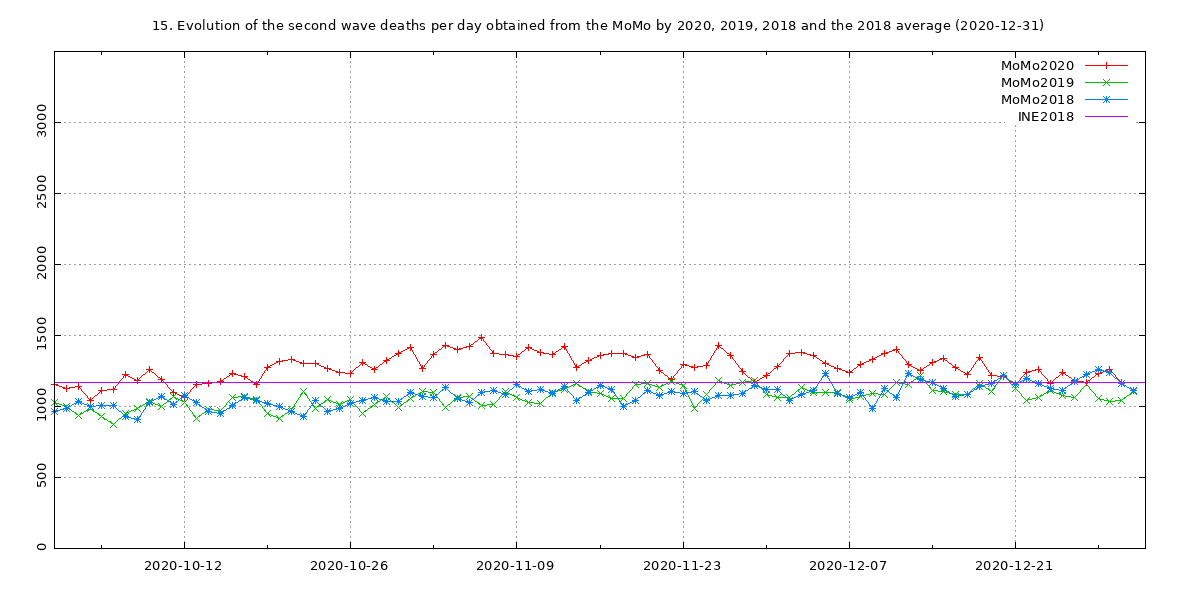 15. Evolution of the second wave deaths per day obtained from the MoMo by 2020, 2019, 2018 and the 2018 average (2020-12-31)
MoMo2020
MoMo2019
MoMo2018
INE2018
3000
2500
2000
1500
1000
500
0
2020-10-12
2020-10-26
2020-11-09
2020-11-23
2020-12-07
2020-12-21